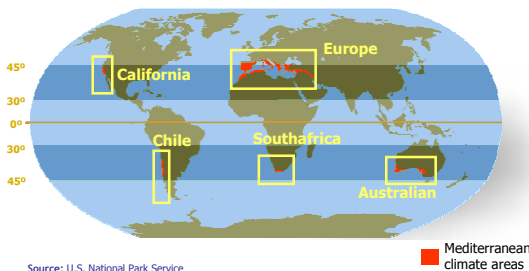 Europe
45º
California
30º
0º
30º
Chile
Southafrica
45º
Australian
Mediterranean
climate areas
Source: U.S. National Park Service